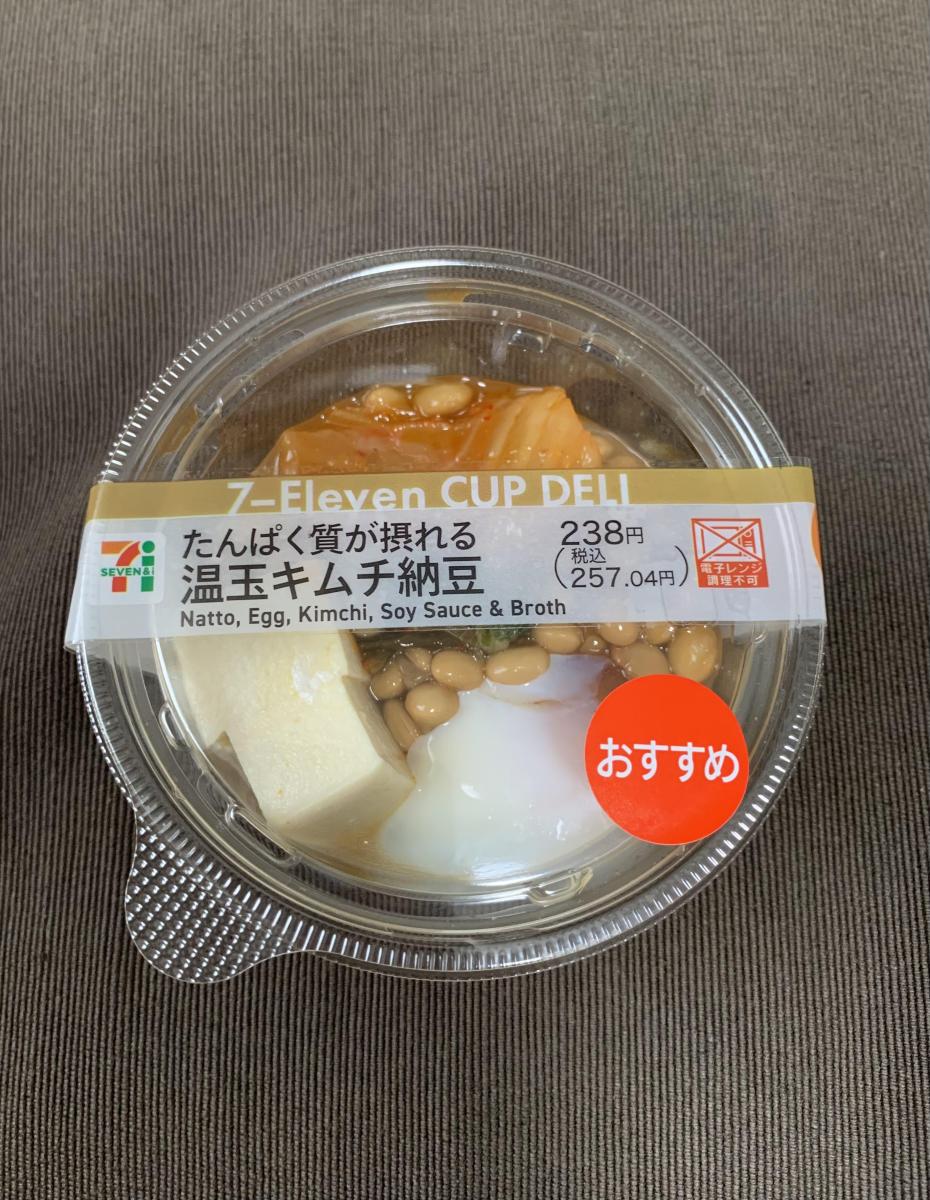 7-Eleven CUP DELI
SEVEN&i
たんぱく質が摂れる
温玉キムチ納豆
Natto, Egg, Kimchi, Soy Sauce & Broth
238円
(税込
257.04円)
電子レンジ
調理不可
おすすめ